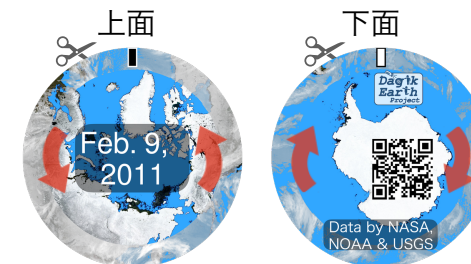 上面
下面
Feb. 9,
2011
Dagik
Earth
Project
Data by NASA,
NOAA & USGS